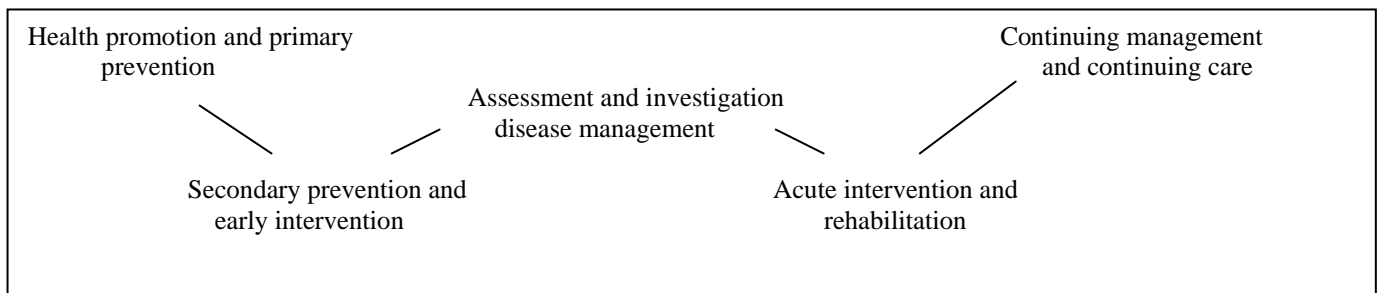 Health promotion and primary
prevention
Continuing management
and continuing care
Assessment and investigation
disease management
Secondary prevention and
early intervention
Acute intervention and
rehabilitation